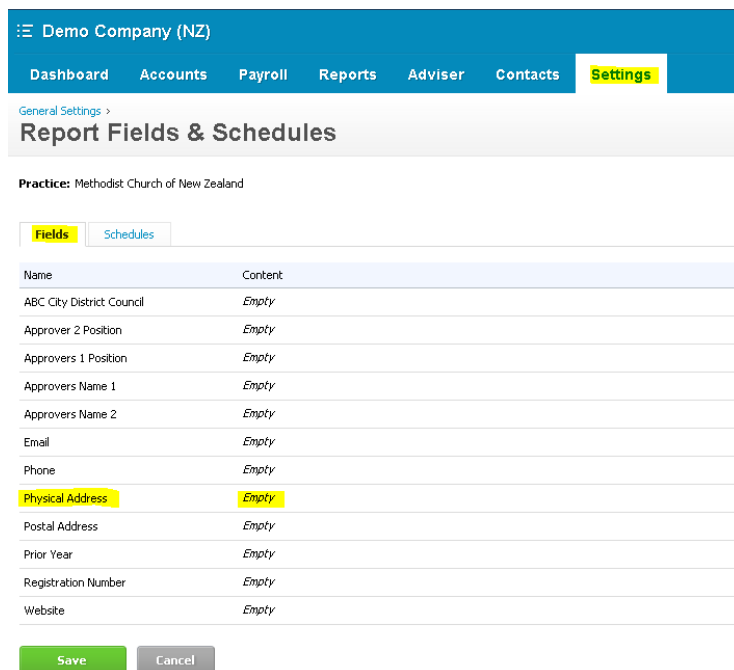 Demo Company (NZ)
Dashboard Accounts Payroll Reports Adviser Contacts Settings
General Settings ›
Report Fields & Schedules
Practice: Methodist Church of New Zealand
Fields Schedules
Name Content
ABC City District Council Empty
Approver 2 Position Empty
Approvers 1 Position Empty
Approvers Name 1 Empty
Approvers Name 2 Empty
Email Empty
Phone Empty
Physical Address Empty
Postal Address Empty
Prior Year Empty
Registration Number Empty
Website Empty
Save Cancel